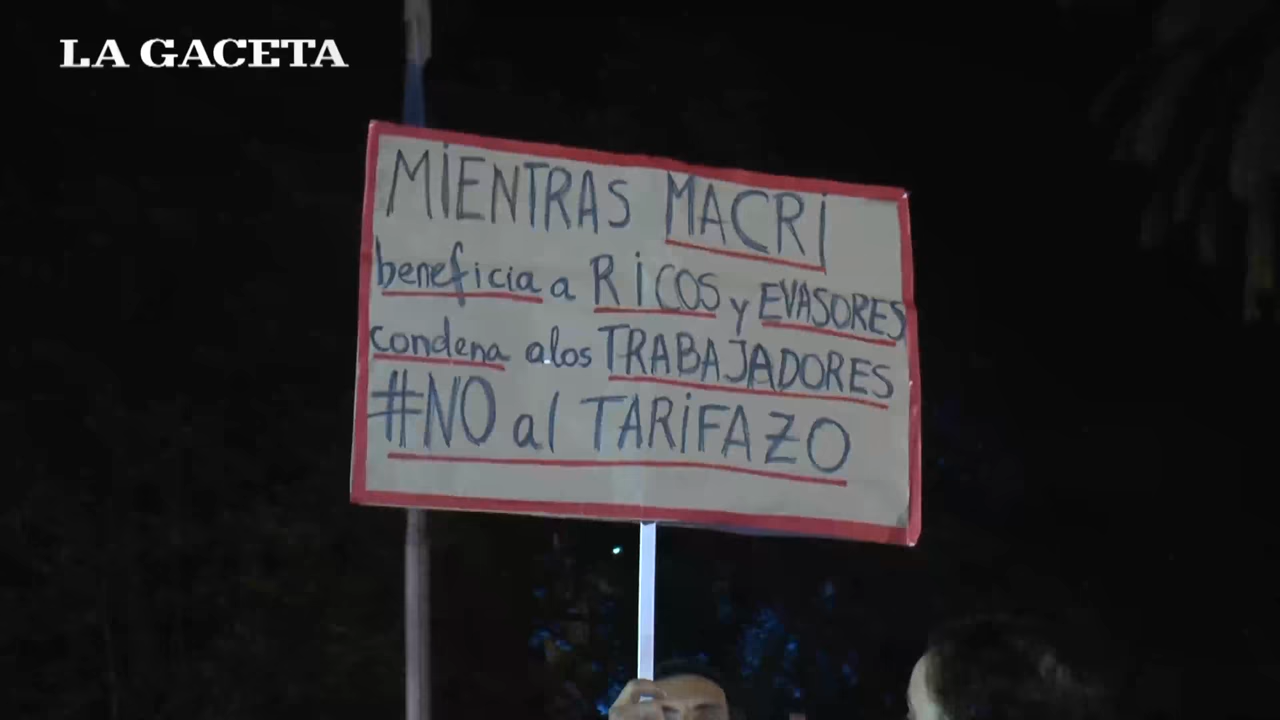 LA GACETA
MiENTRAS MACRi
beneficia a RiCOS y EVASORES
condena alos TRABAJADORES
#NO al TARiFAZO